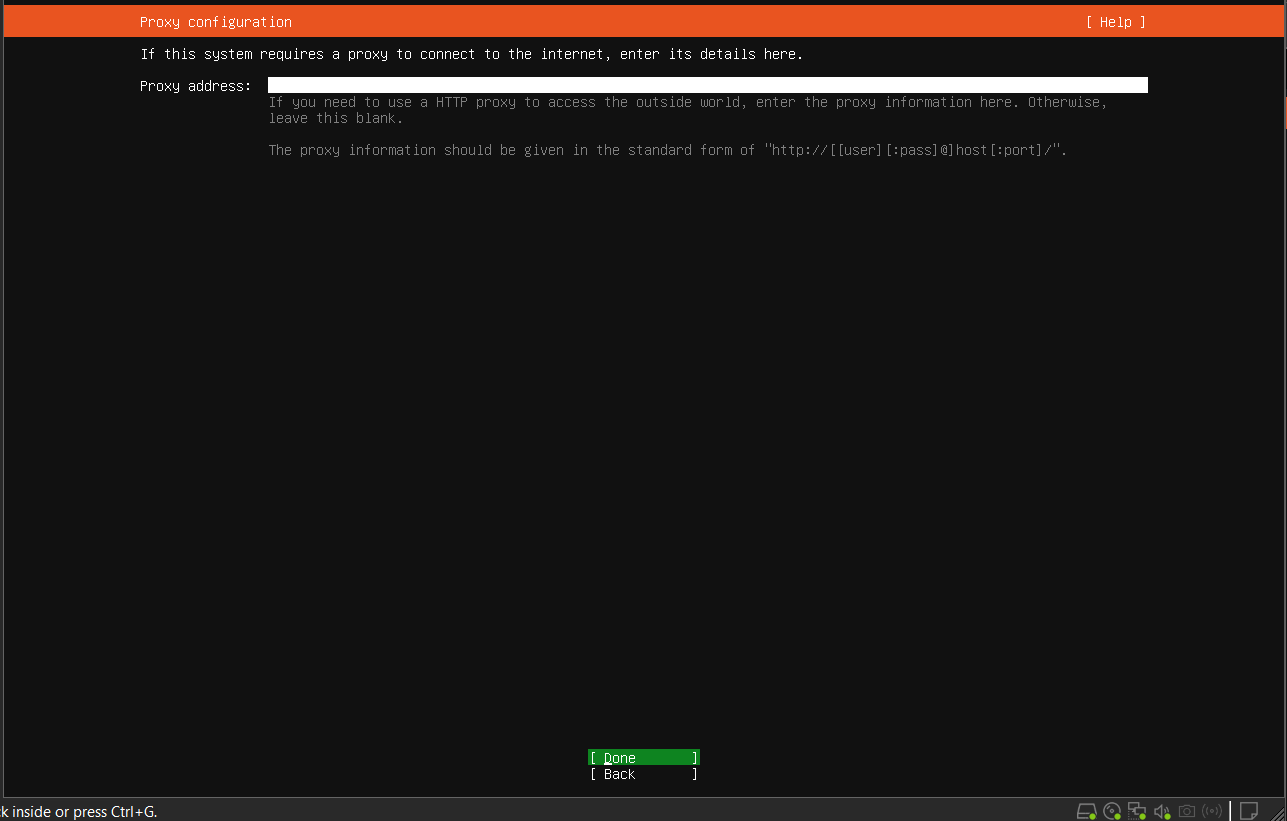 Proxy configuration [ Help ]
If this system requires a proxy to connect to the internet, enter its details here.
Proxy address:
If you need to use a HTTP proxy to access the outside world, enter the proxy information here. Otherwise,
leave this blank.
The proxy information should be given in the standard form of "http://[[user][:pass]@]host[:port]/".
[ Done ]
[ Back ]
k inside or press Ctrl+G.